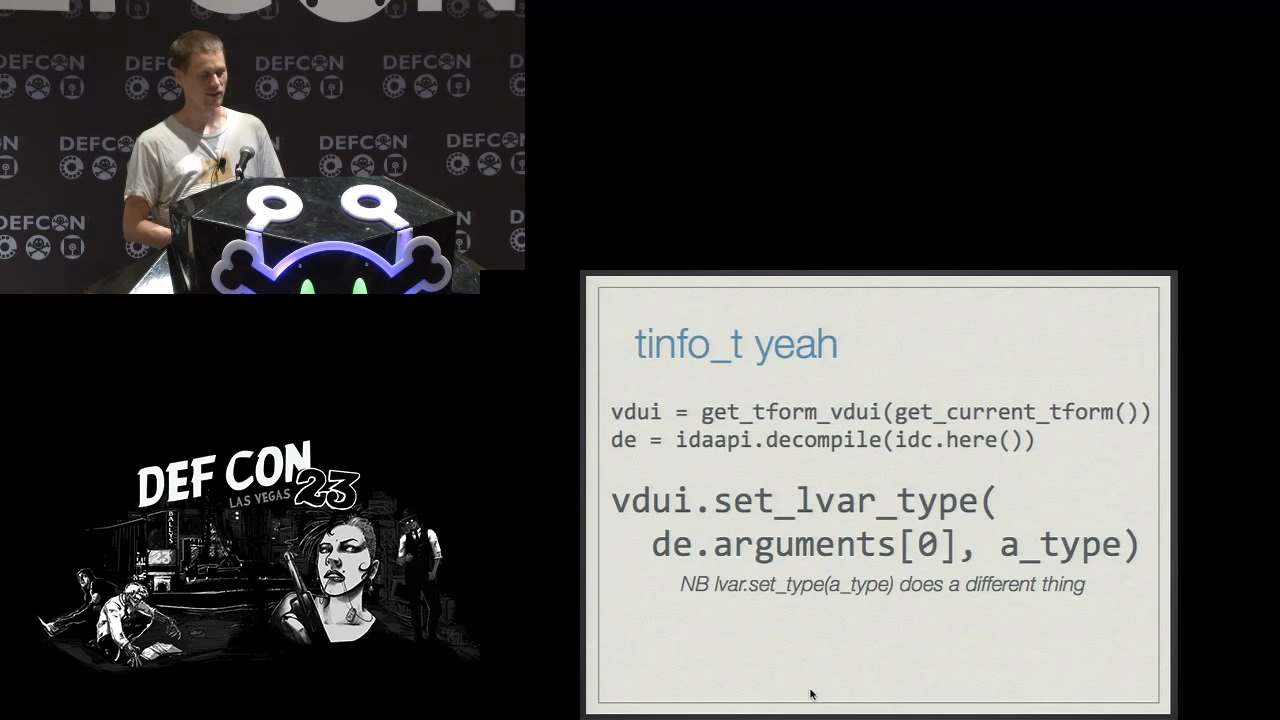 DEFCON
DEFCON
DEFCON
DEFCON
DEFCON
DEFCON
DEFCON
DEFCON
tinfo_t yeah
vdui = get_tform_vdui(get_current_tform())
de = idaapi.decompile(idc.here())
vdui.set_lvar_type(
de.arguments[0], a_type)
NB lvar.set_type(a_type) does a different thing
DEF CON
LAS VEGAS 23
BALLYS